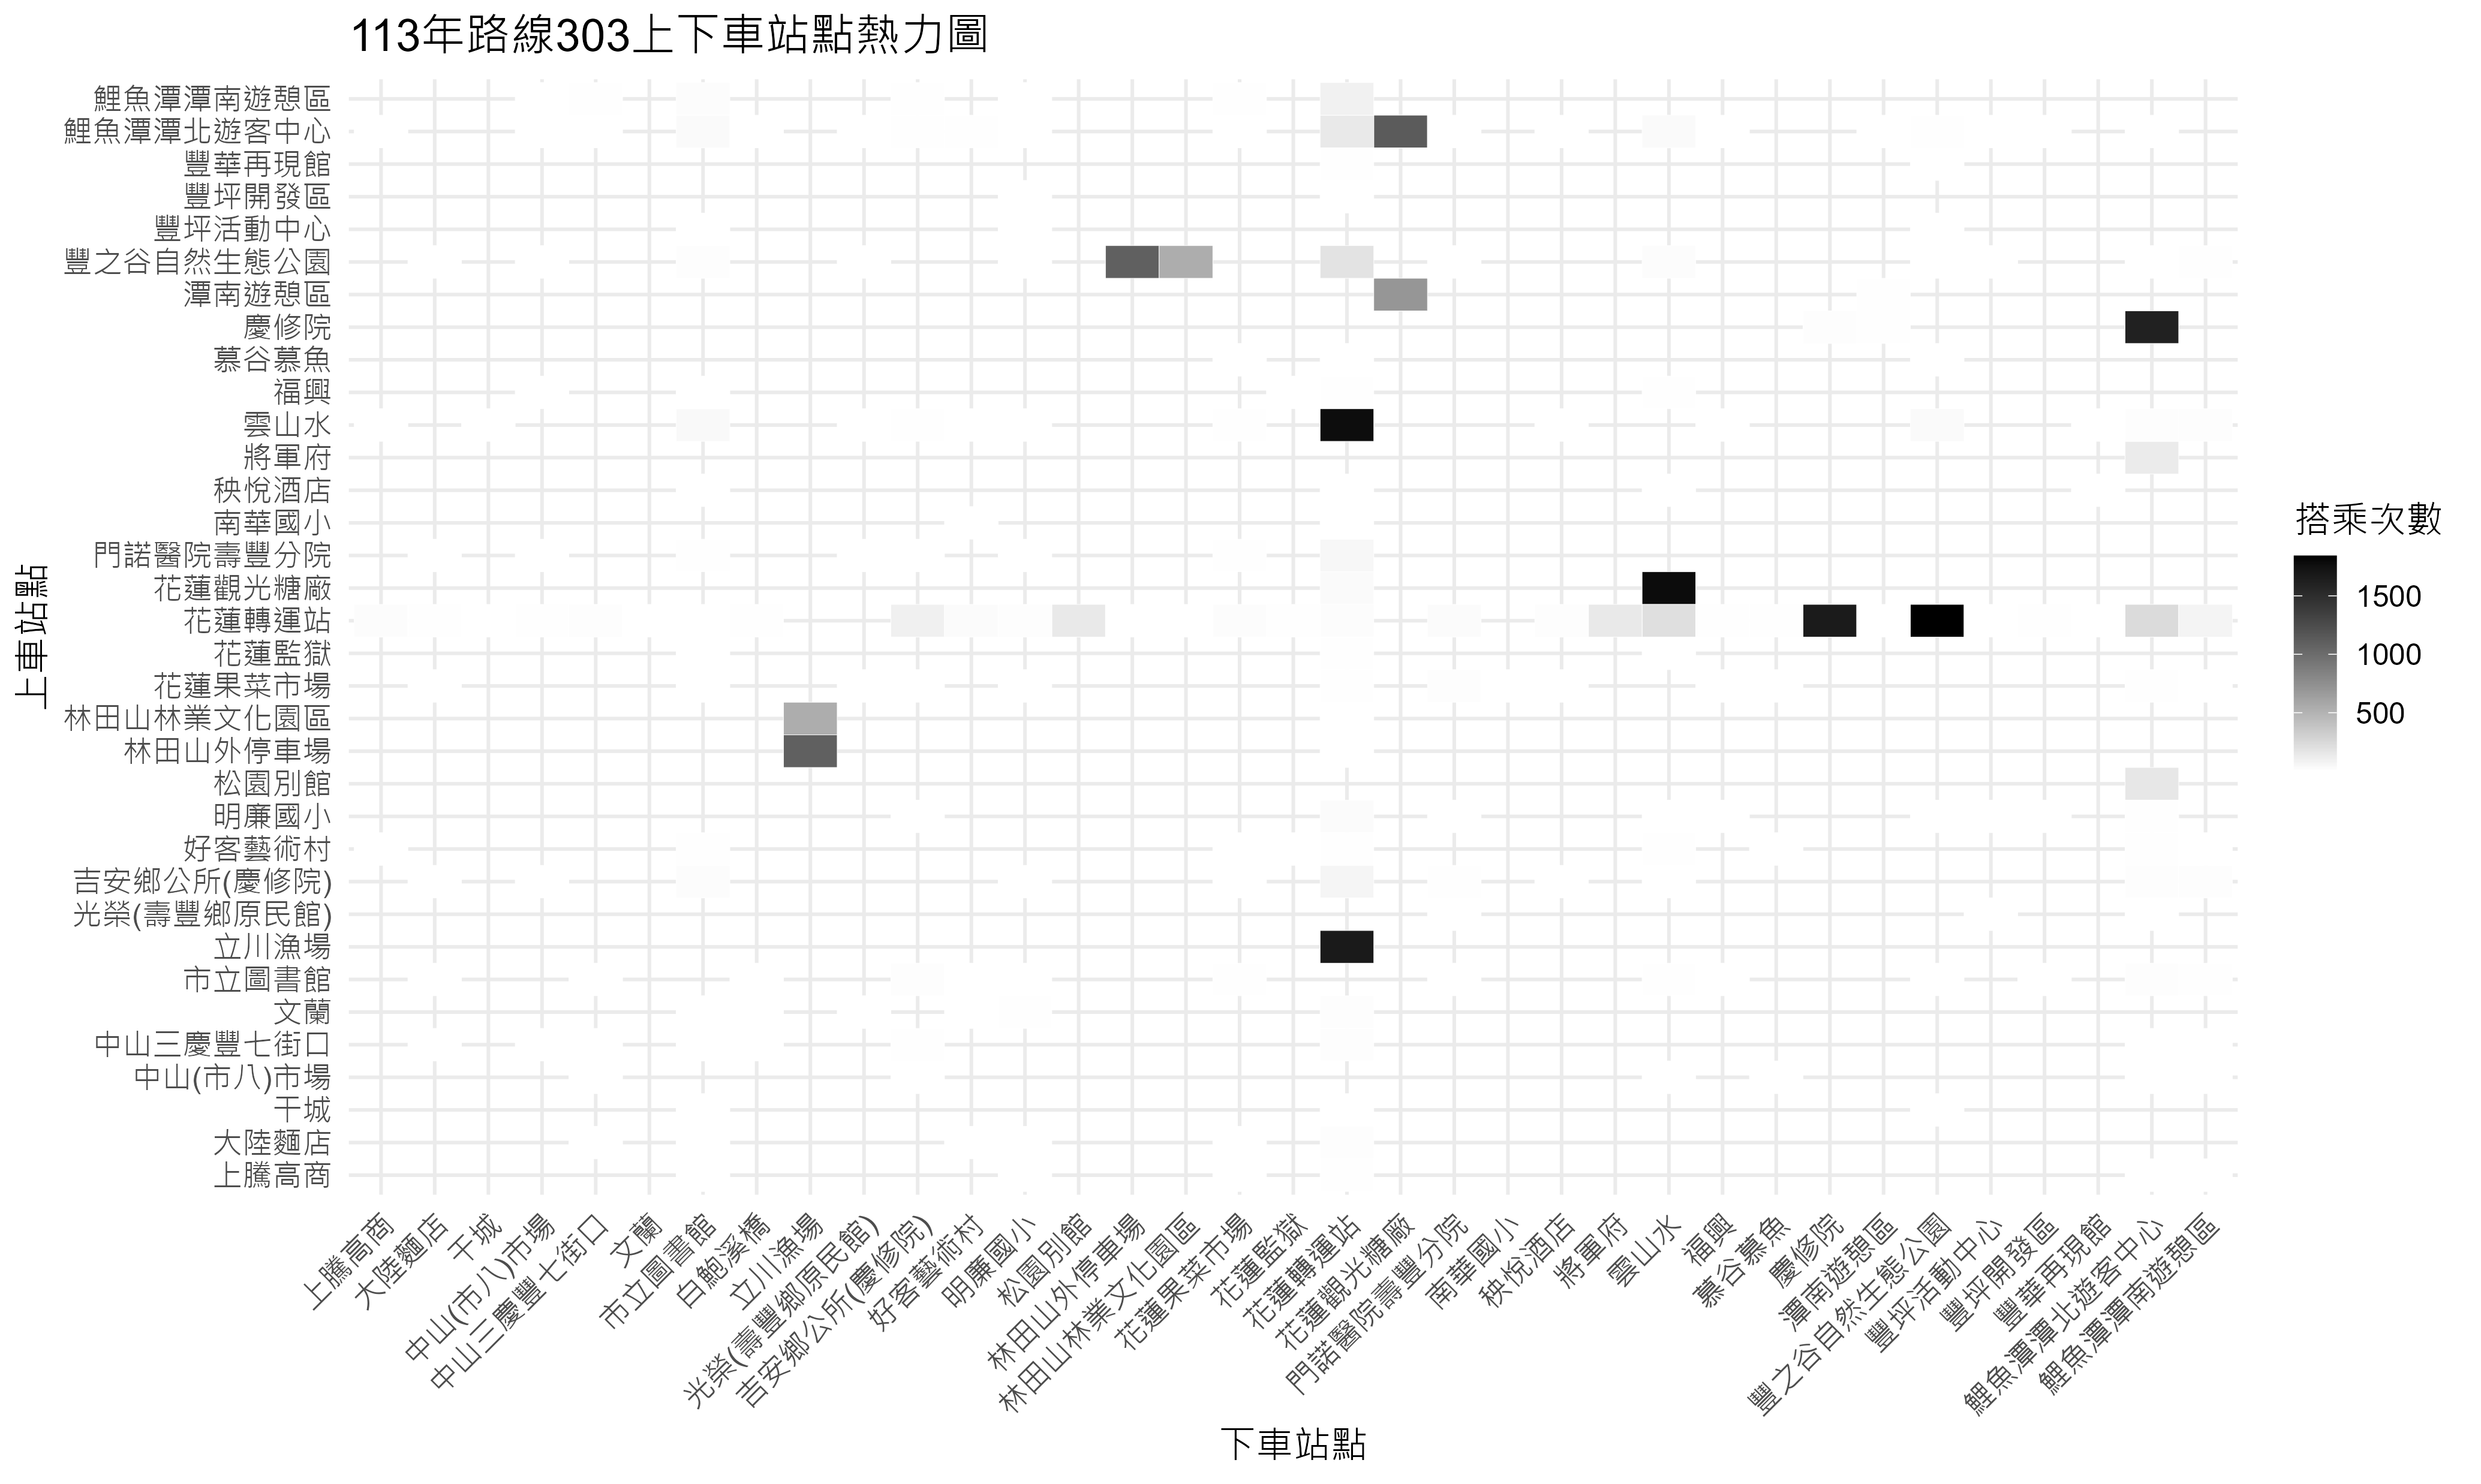 113年路線303上下車站點熱力圖
上車站點
鯉魚潭潭南遊憩區
鯉魚潭潭北遊客中心
豐華再現館
豐坪開發區
豐坪活動中心
豐之谷自然生態公園
潭南遊憩區
慶修院
慕谷慕魚
福興
雲山水
將軍府
秧悅酒店
南華國小
門諾醫院壽豐分院
花蓮觀光糖廠
花蓮轉運站
花蓮監獄
花蓮果菜市場
林田山林業文化園區
林田山外停車場
松園別館
明廉國小
好客藝術村
吉安鄉公所(慶修院)
光榮(壽豐鄉原民館)
立川漁場
市立圖書館
文蘭
中山三慶豐七街口
中山(市八)市場
干城
大陸麵店
上騰高商
上騰高商
大陸麵店
干城
中山(市八)市場
中山三慶豐七街口
文蘭
市立圖書館
白鮑溪橋
立川漁場
光榮(壽豐鄉原民館)
吉安鄉公所(慶修院)
好客藝術村
明廉國小
松園別館
林田山外停車場
林田山林業文化園區
花蓮果菜市場
花蓮監獄
花蓮轉運站
花蓮觀光糖廠
門諾醫院壽豐分院
南華國小
秧悅酒店
將軍府
雲山水
福興
慕谷慕魚
慶修院
潭南遊憩區
豐之谷自然生態公園
豐坪活動中心
豐坪開發區
豐華再現館
鯉魚潭潭北遊客中心
鯉魚潭潭南遊憩區
下車站點
搭乘次數
1500
1000
500